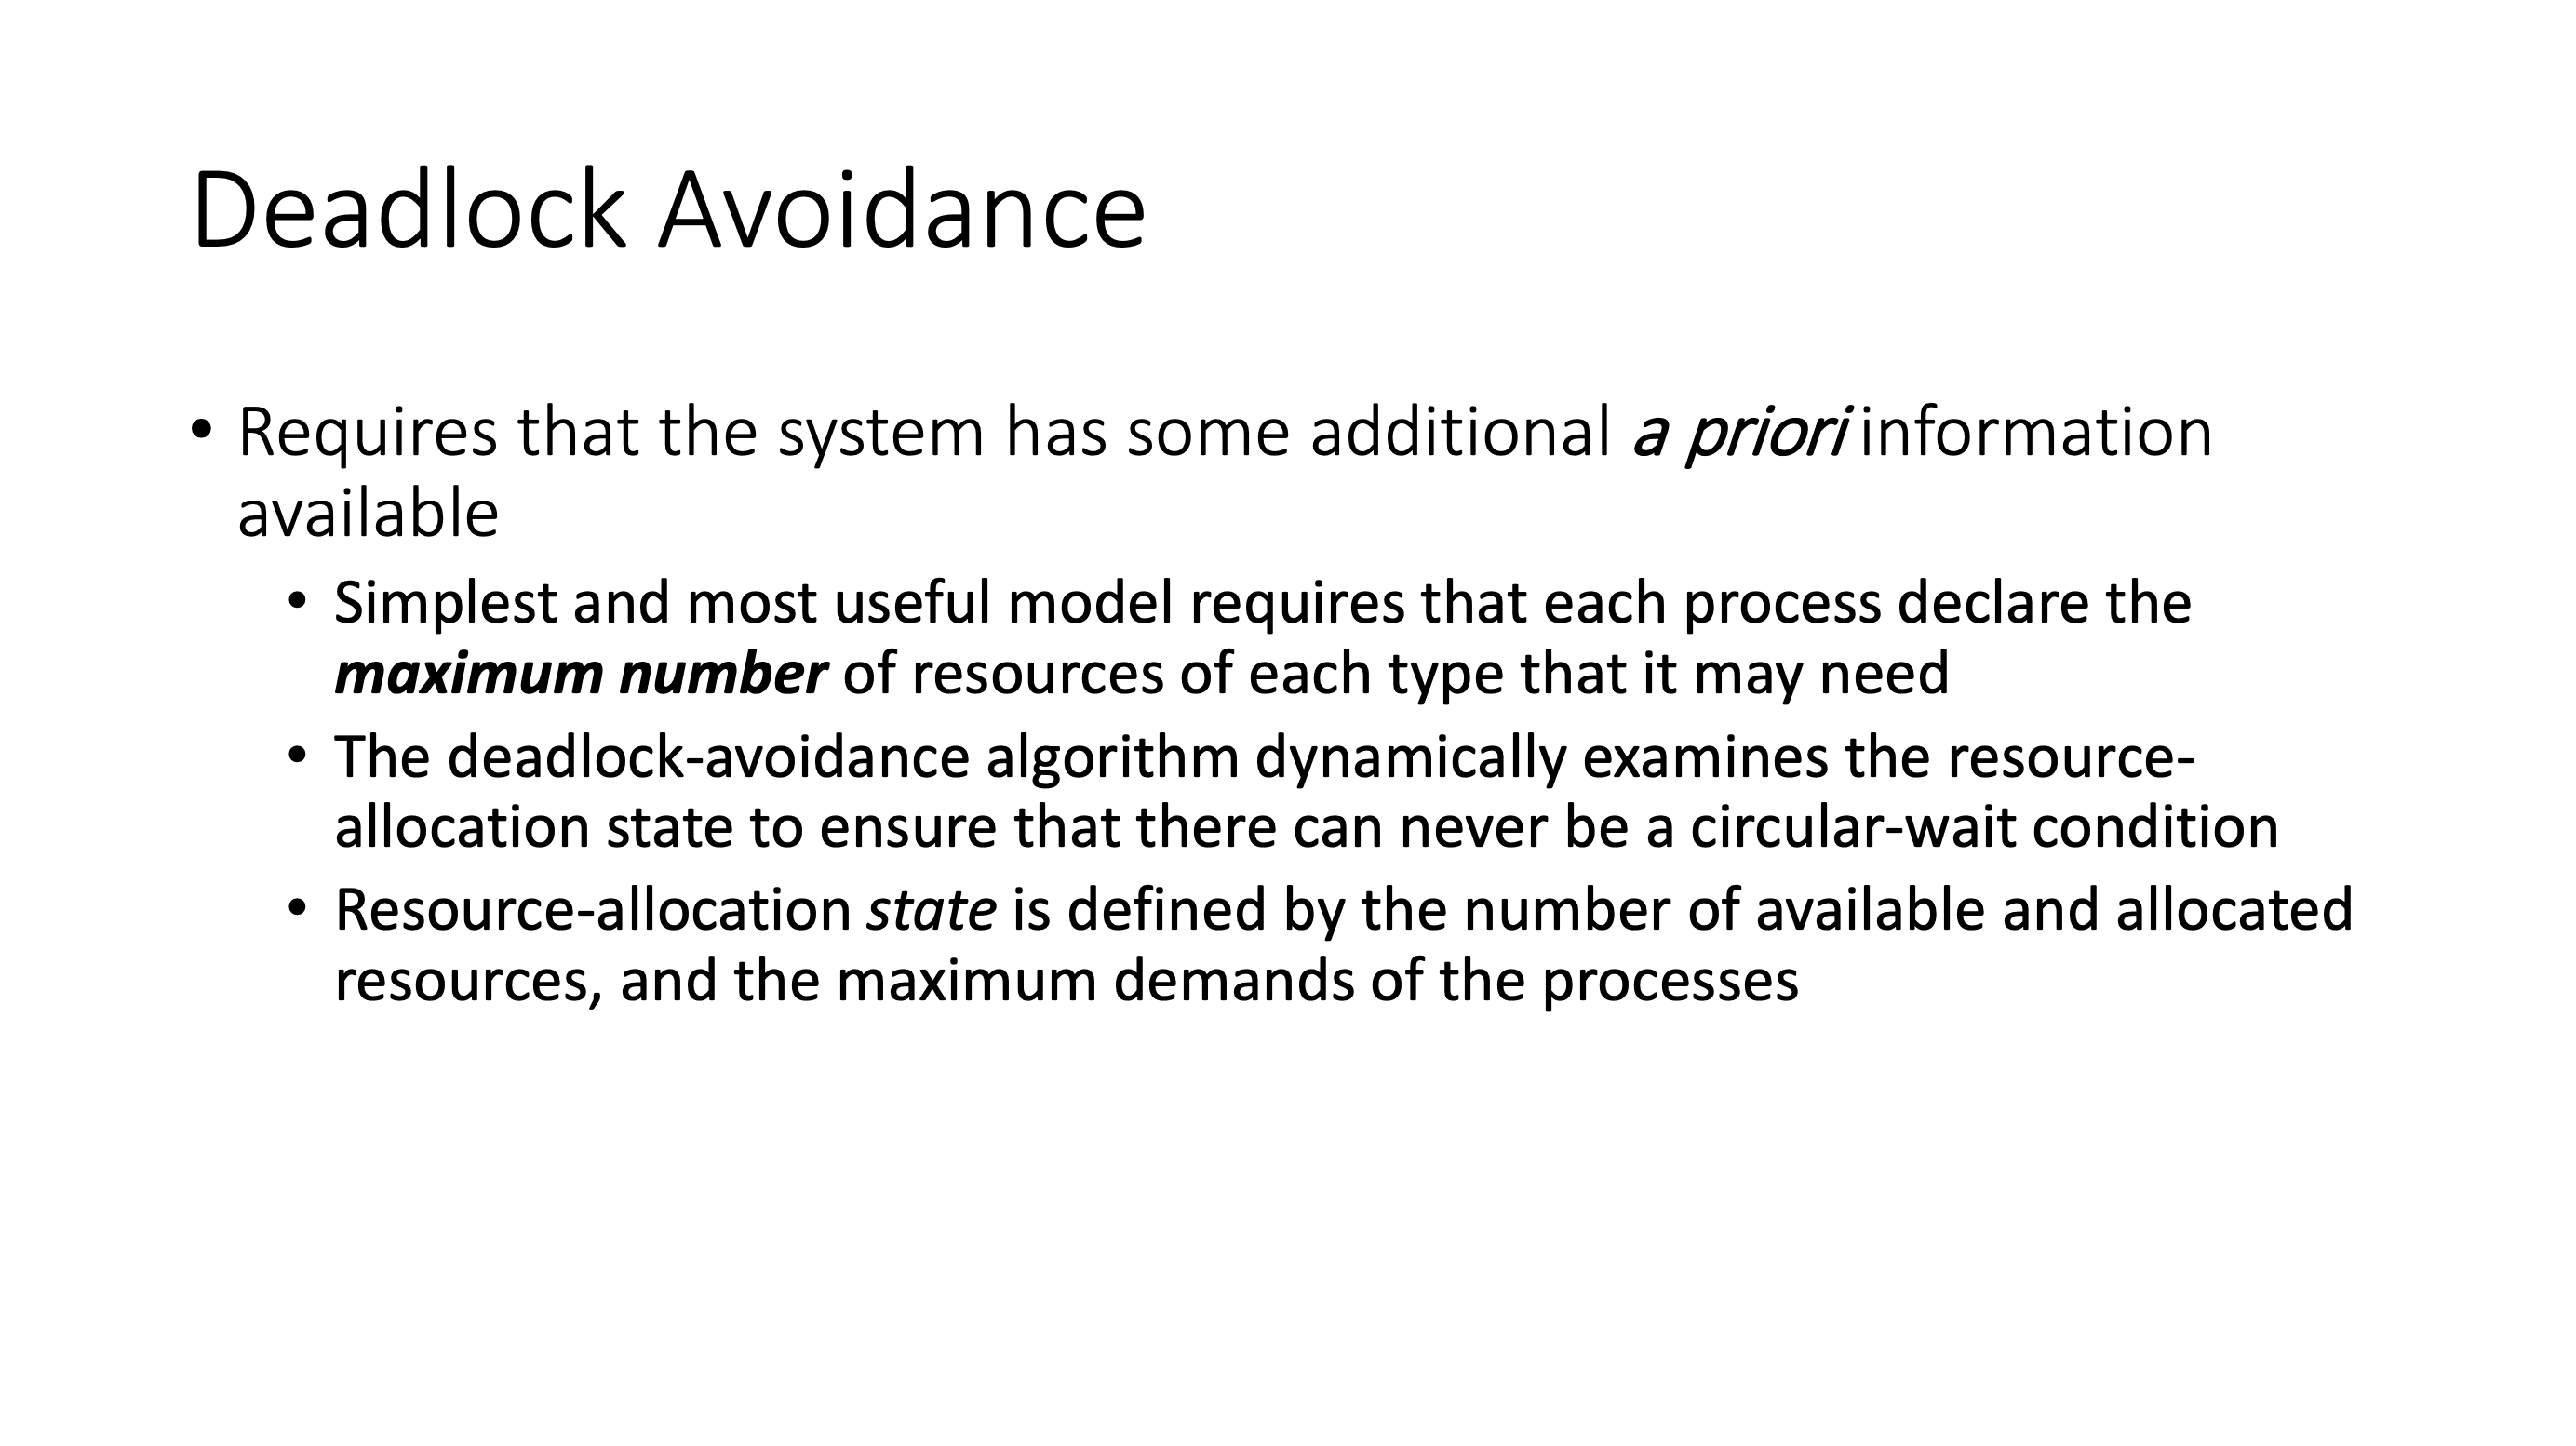 Deadlock Avoidance
• Requires that the system has some additional a priori information
available
• Simplest and most useful model requires that each process declare the
maximum number of resources of each type that it may need
• The deadlock-avoidance algorithm dynamically examines the resource-
allocation state to ensure that there can never be a circular-wait condition
• Resource-allocation state is defined by the number of available and allocated
resources, and the maximum demands of the processes